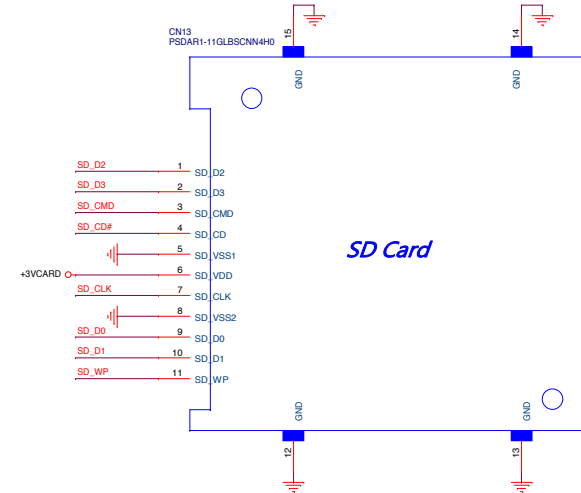 CN13
PSDAR1-11GLBSCNN4H0
15
14
GND
GND
SD_D2 1 SD_D2
SD_D3 2 SD_D3
SD_CMD 3 SD_CMD
SD_CD# 4 SD_CD
5 SD_VSS1
SD Card
+3VCARD 6 SD_VDD
SD_CLK 7 SD_CLK
8 SD_VSS2
SD_D0 9 SD_D0
SD_D1 10 SD_D1
SD_WP 11 SD_WP
GND
GND
12
13